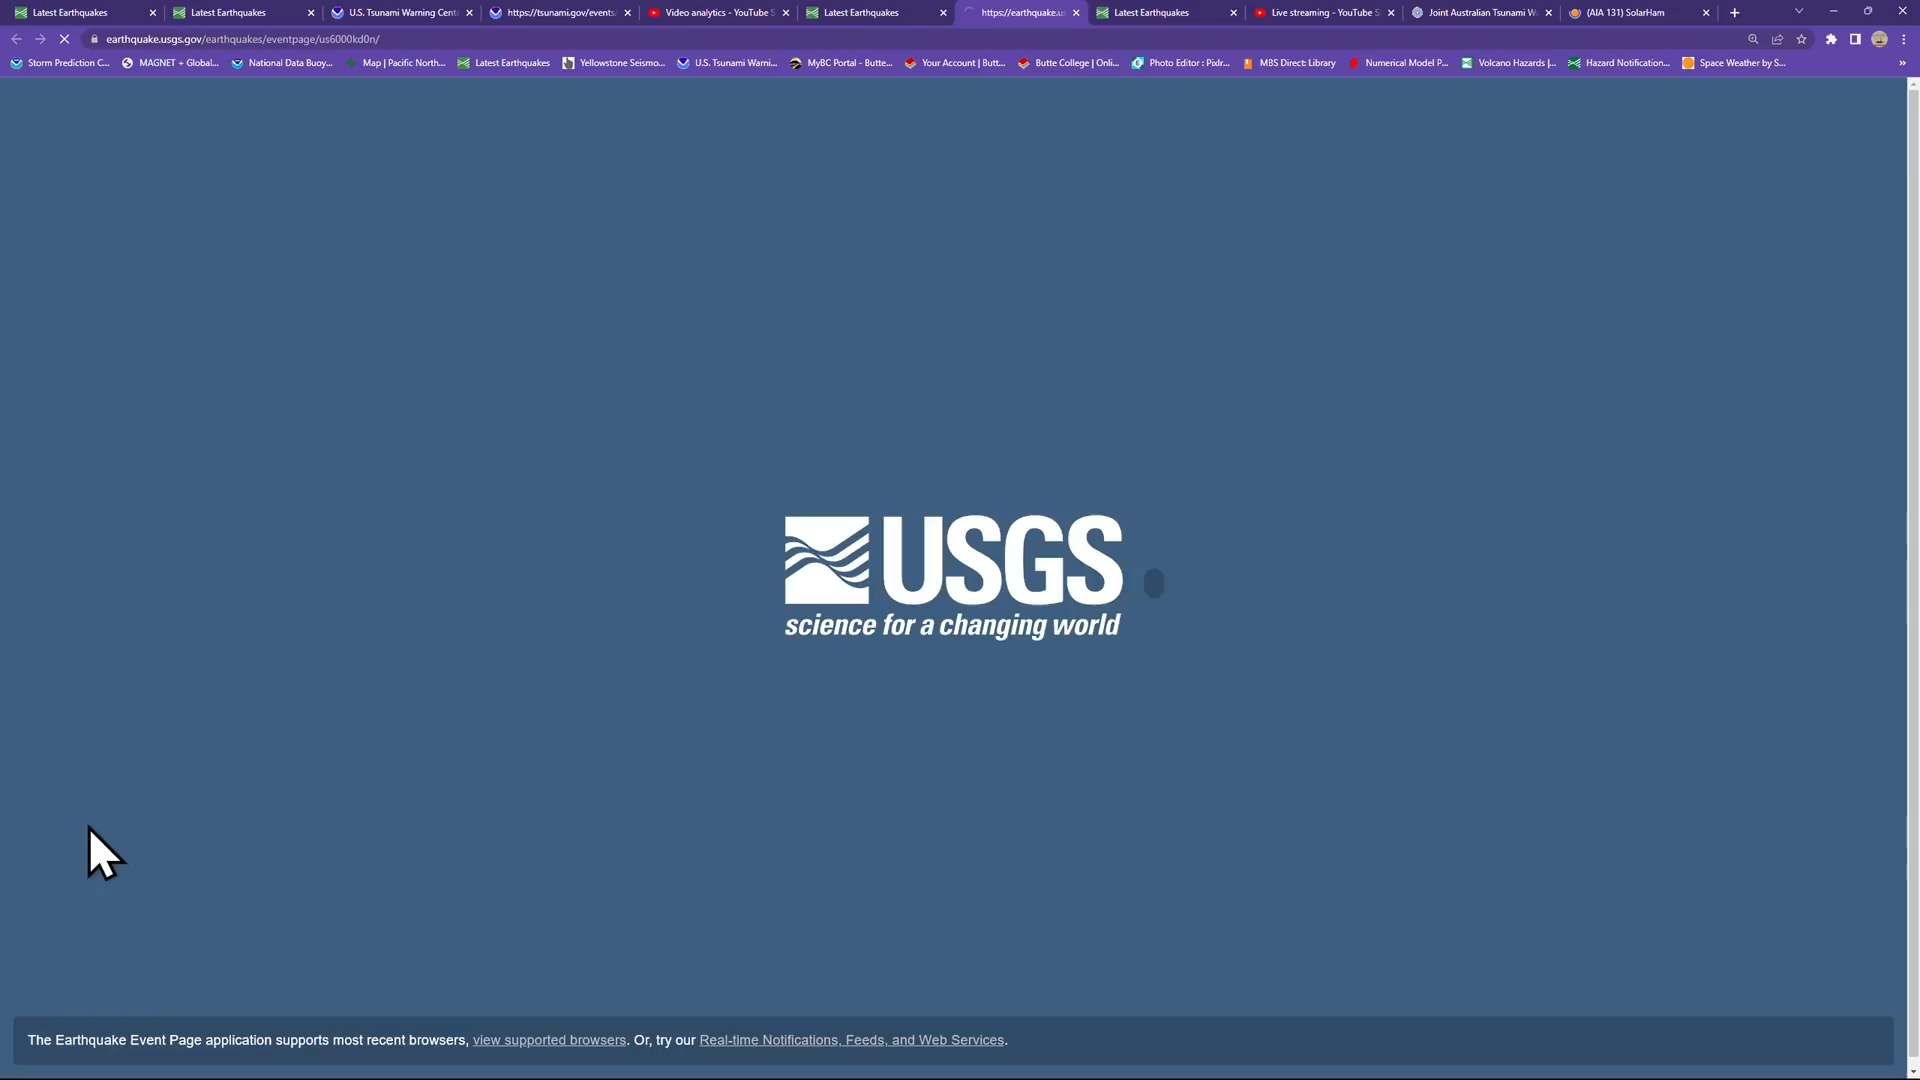 Latest Earthquakes
Latest Earthquakes
U.S. Tsunami Warning Cent
https://tsunami.gov/events
Video analytics - YouTube S
Latest Earthquakes
https://earthquake.us
Latest Earthquakes
Live streaming - YouTube S
Joint Australian Tsunami W
(AIA 131) SolarHam
earthquake.usgs.gov/earthquakes/eventpage/us6000kd0n/
Storm Prediction C...
MAGNET + Global...
National Data Buoy...
Map | Pacific North...
Latest Earthquakes
Yellowstone Seismo...
U.S. Tsunami Warni...
MyBC Portal - Butte...
Your Account | Butt...
Butte College | Onli...
Photo Editor : Pixlr...
MBS Direct: Library
Numerical Model P...
Volcano Hazards |...
Hazard Notification...
Space Weather by S...
USGS
science for a changing world
The Earthquake Event Page application supports most recent browsers, view supported browsers. Or, try our Real-time Notifications, Feeds, and Web Services.